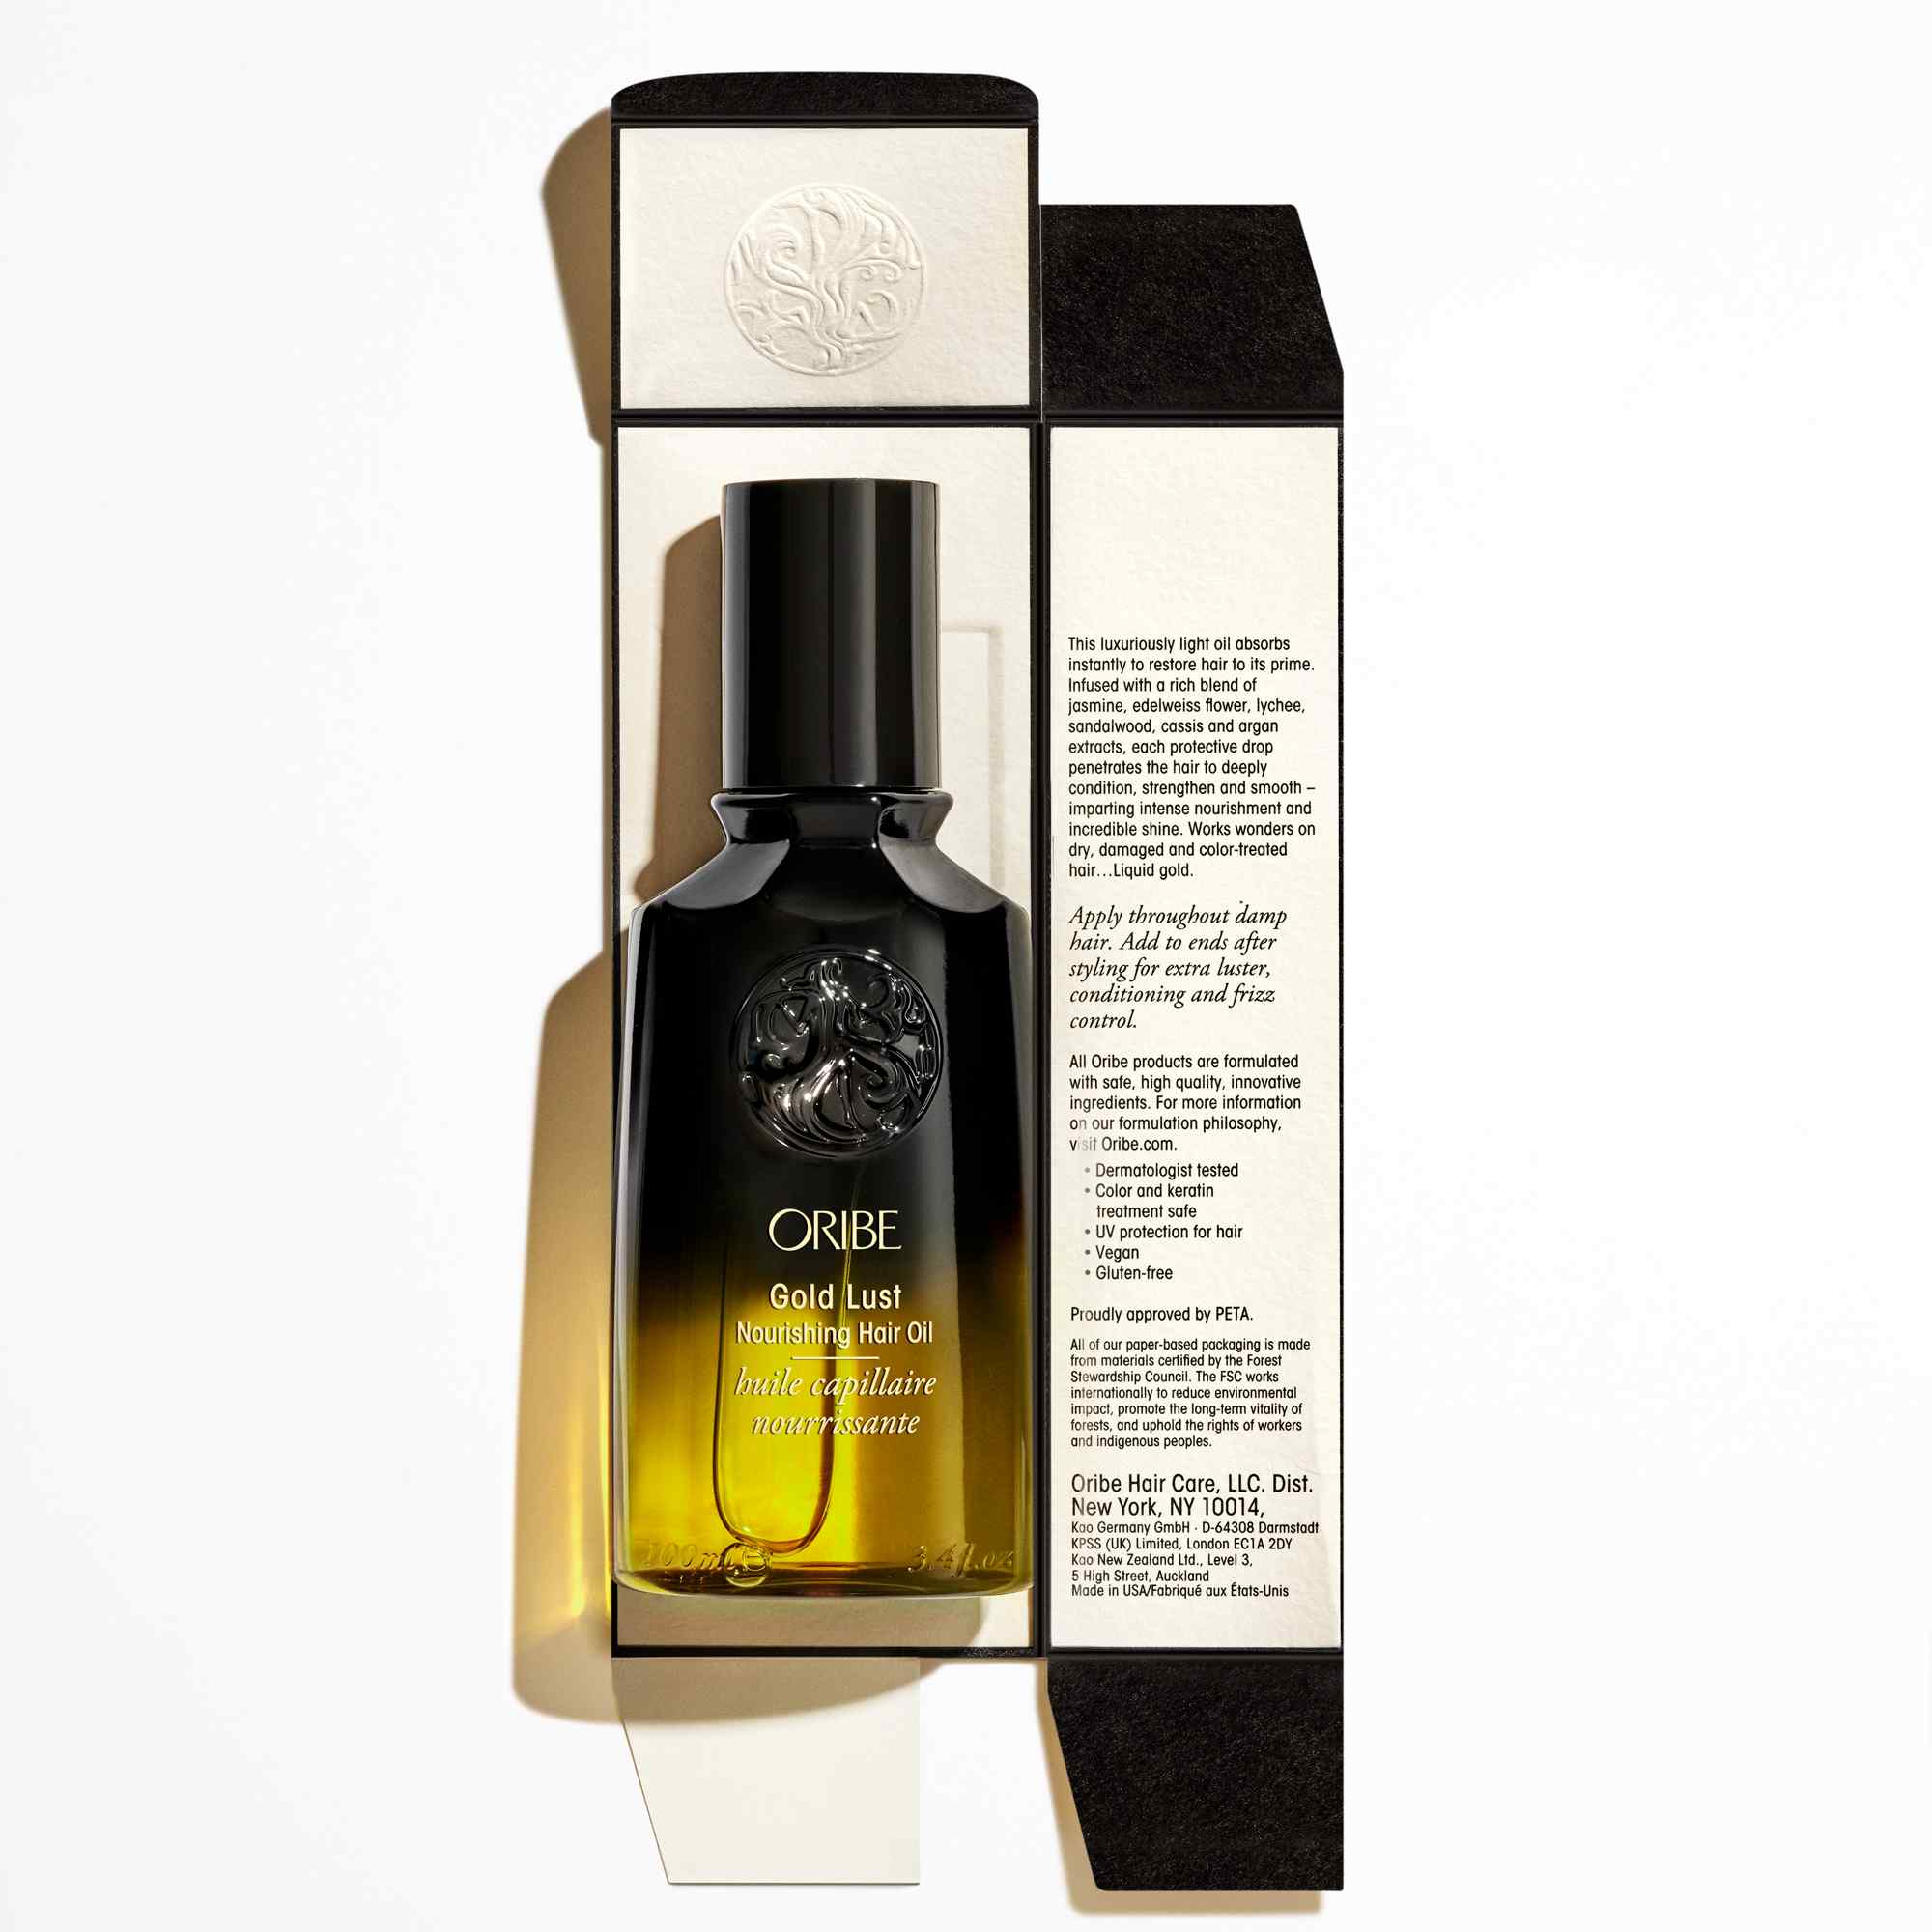 ORIBE
Gold Lust
Nourishing Hair Oil
huile capillaire
nourrissante
100ml
3.4fl.oz
This luxuriously light oil absorbs
instantly to restore hair to its prime.
Infused with a rich blend of
jasmine, edelweiss flower, lychee,
sandalwood, cassis and argan
extracts, each protective drop
penetrates the hair to deeply
condition, strengthen and smooth –
imparting intense nourishment and
incredible shine. Works wonders on
dry, damaged and color-treated
hair...Liquid gold.
Apply throughout damp
hair. Add to ends after
styling for extra luster,
conditioning and frizz
control.
All Oribe products are formulated
with safe, high quality, innovative
ingredients. For more information
on our formulation philosophy,
visit Oribe.com.
• Dermatologist tested
• Color and keratin
treatment safe
• UV protection for hair
• Vegan
• Gluten-free
Proudly approved by PETA.
All of our paper-based packaging is made
from materials certified by the Forest
Stewardship Council. The FSC works
internationally to reduce environmental
impact, promote the long-term vitality of
forests, and uphold the rights of workers
and indigenous peoples.
Oribe Hair Care, LLC. Dist.
New York, NY 10014,
Kao Germany GmbH · D-64308 Darmstadt
KPSS (UK) Limited, London EC1A 2DY
Kao New Zealand Ltd., Level 3,
5 High Street, Auckland
Made in USA/Fabriqué aux États-Unis